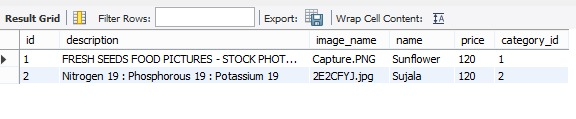 Result Grid Filter Rows: Export: Wrap Cell Content: IA
id description image_name name price category_id
1 FRESH SEEDS FOOD PICTURES - STOCK PHOT... Capture.PNG Sunflower 120 1
2 Nitrogen 19 : Phosphorous 19 : Potassium 19 2E2CFYJ.jpg Sujala 120 2